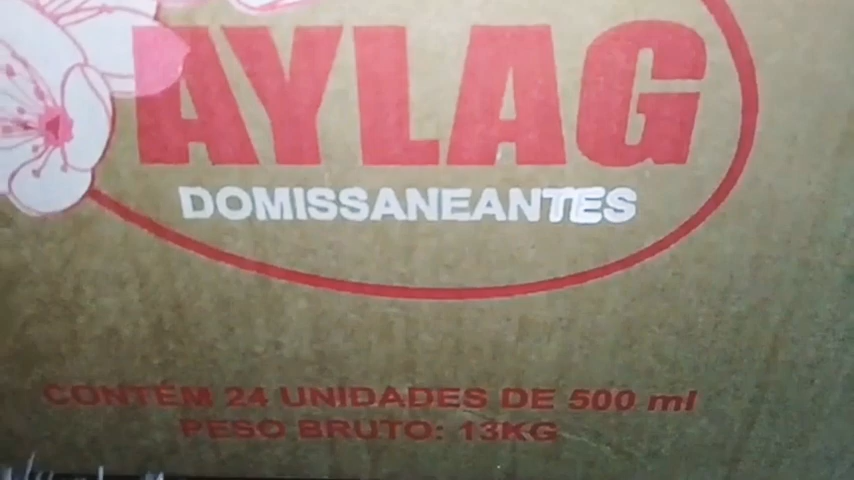 AYLAG
DOMISSANEANTES
CONTÉM 24 UNIDADES DE 500 ml
PESO BRUTO: 13KG